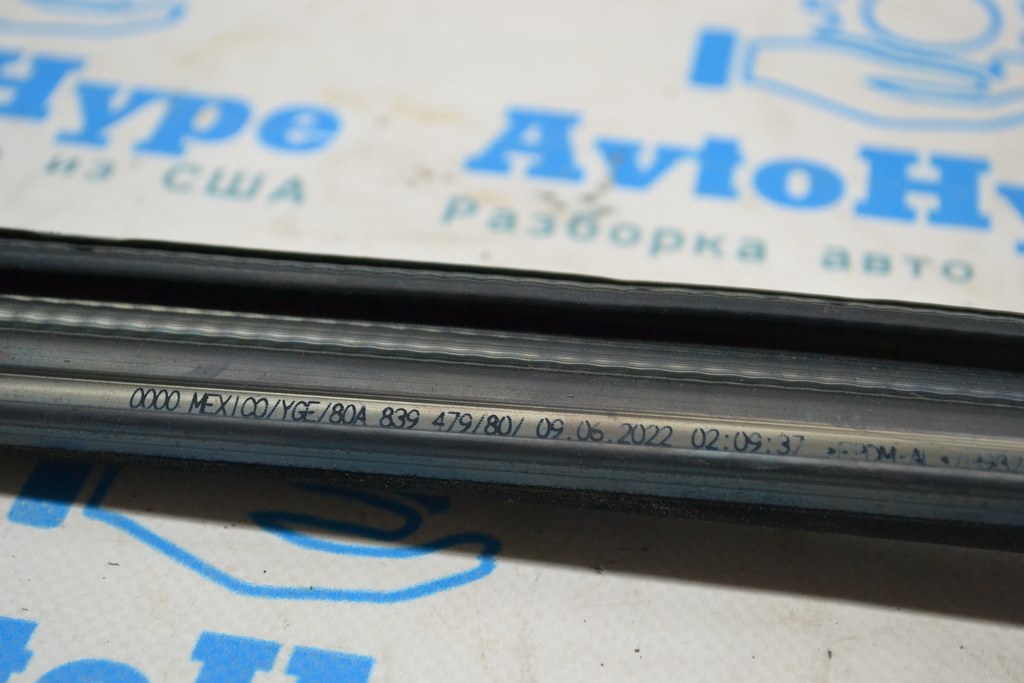 Hype AvtoHy
из США Разборка авто
0000 MEXICO/YGE/80A 839 479/80/ 09.06.2022 02:09:37
AvtoH